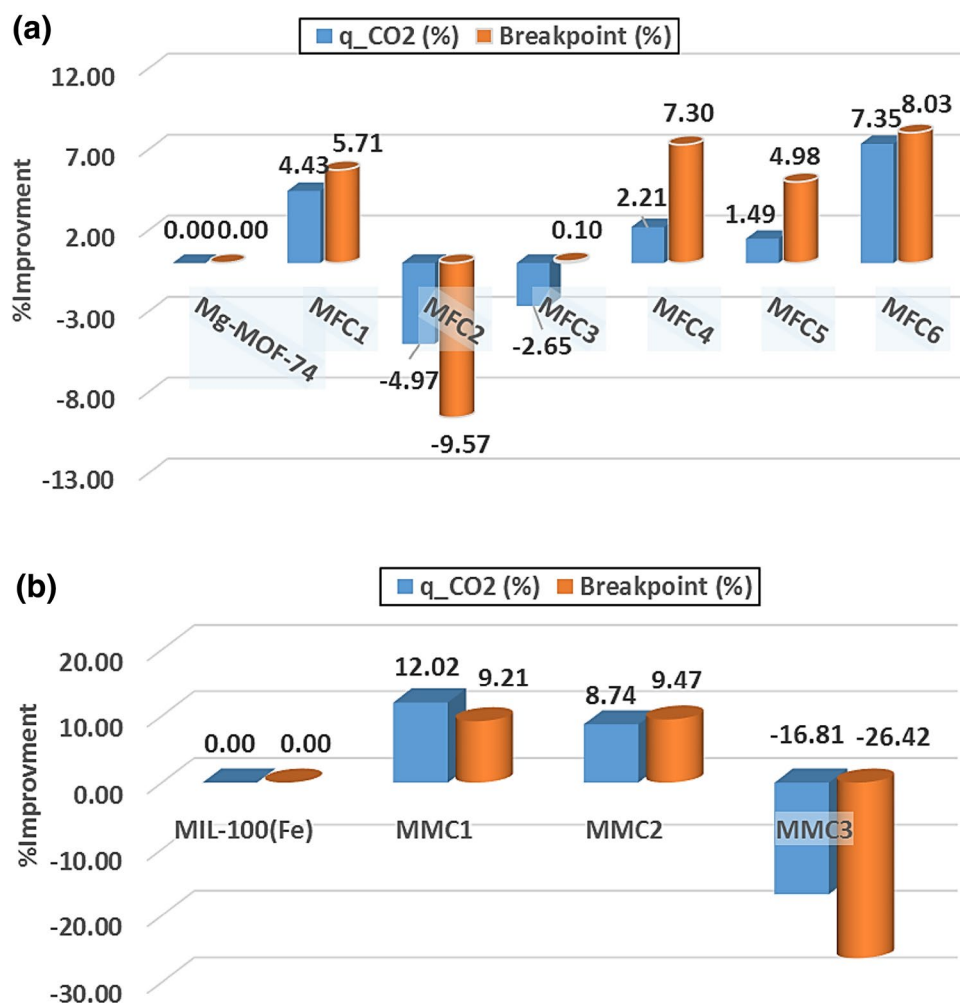 (a)
q_CO2 (%) Breakpoint (%)
%Improvment
12.00
7.00
2.00
-3.00
-8.00
-13.00
0.00 0.00
4.43 5.71
-4.97 -9.57
-2.65 0.10
2.21 7.30
1.49 4.98
7.35 8.03
Mg-MOF-74
MFC1
MFC2
MFC3
MFC4
MFC5
MFC6
(b)
q_CO2 (%) Breakpoint (%)
%Improvment
20.00
10.00
0.00
-10.00
-20.00
-30.00
0.00 0.00
12.02 9.21
8.74 9.47
-16.81 -26.42
MIL-100(Fe)
MMC1
MMC2
MMC3